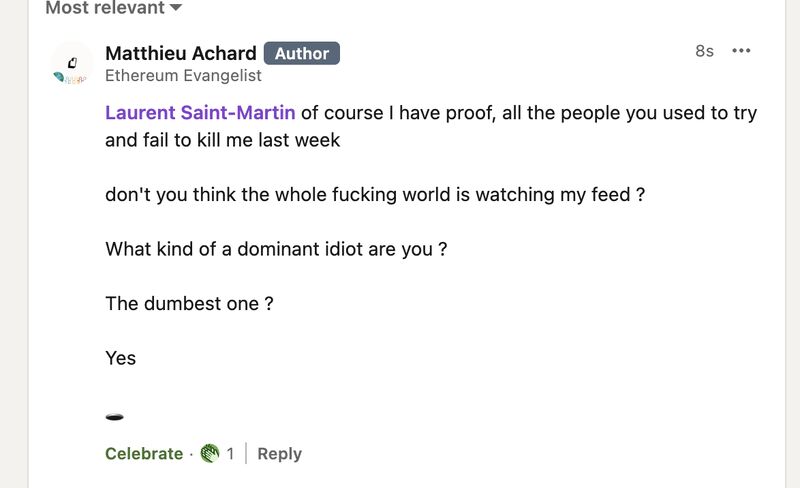 Most relevant
Matthieu Achard Author
8s
Ethereum Evangelist
Laurent Saint-Martin of course I have proof, all the people you used to try
and fail to kill me last week
don't you think the whole fucking world is watching my feed ?
What kind of a dominant idiot are you ?
The dumbest one ?
Yes
Celebrate · 1 | Reply